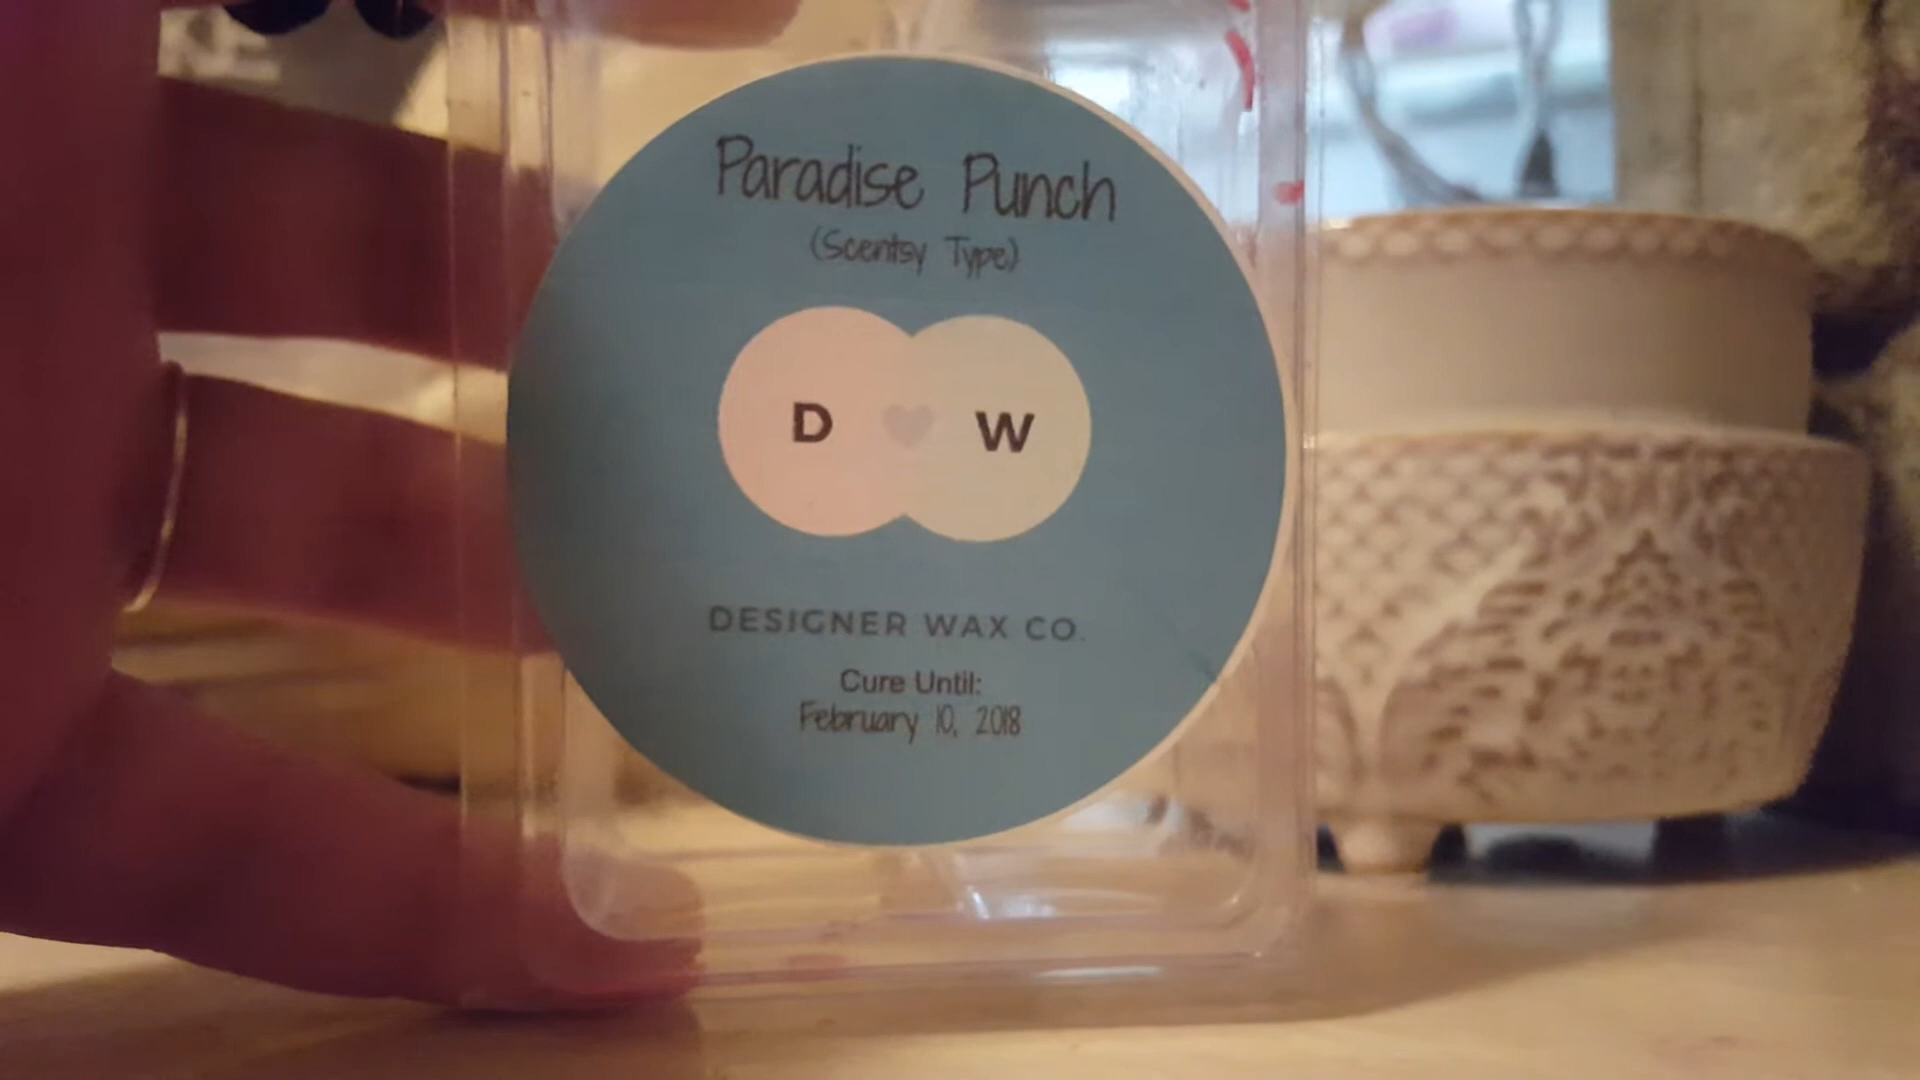 Paradise Punch
(Scentsy Type)
D W
DESIGNER WAX CO.
Cure Until:
February 10, 2018